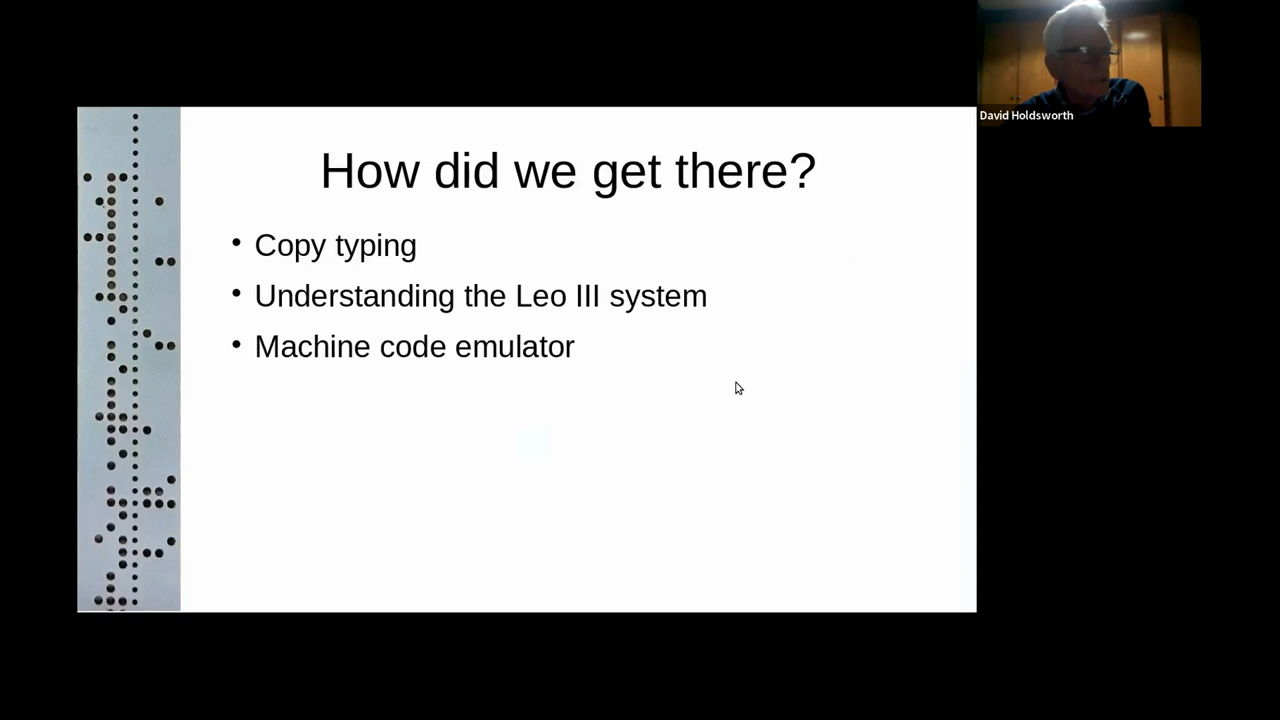 David Holdsworth
How did we get there?
• Copy typing
• Understanding the Leo III system
• Machine code emulator